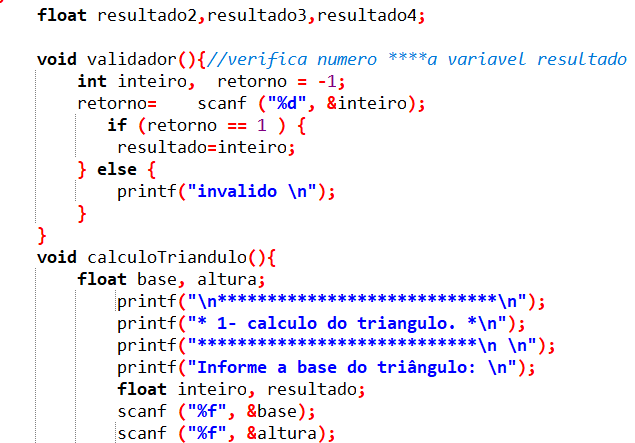 float resultado2,resultado3,resultado4;
void validador(){//verifica numero ****a variavel resultado
int inteiro,  retorno = -1;
retorno=    scanf ("%d", &inteiro);
if (retorno == 1 ) {
resultado=inteiro;
} else {
printf("invalido \n");
}
}
void calculoTriandulo(){
float base, altura;
printf("\n****************************\n");
printf("* 1- calculo do triangulo. *\n");
printf("****************************\n \n");
printf("Informe a base do triângulo: \n");
float inteiro, resultado;
scanf ("%f", &base);
scanf ("%f", &altura);